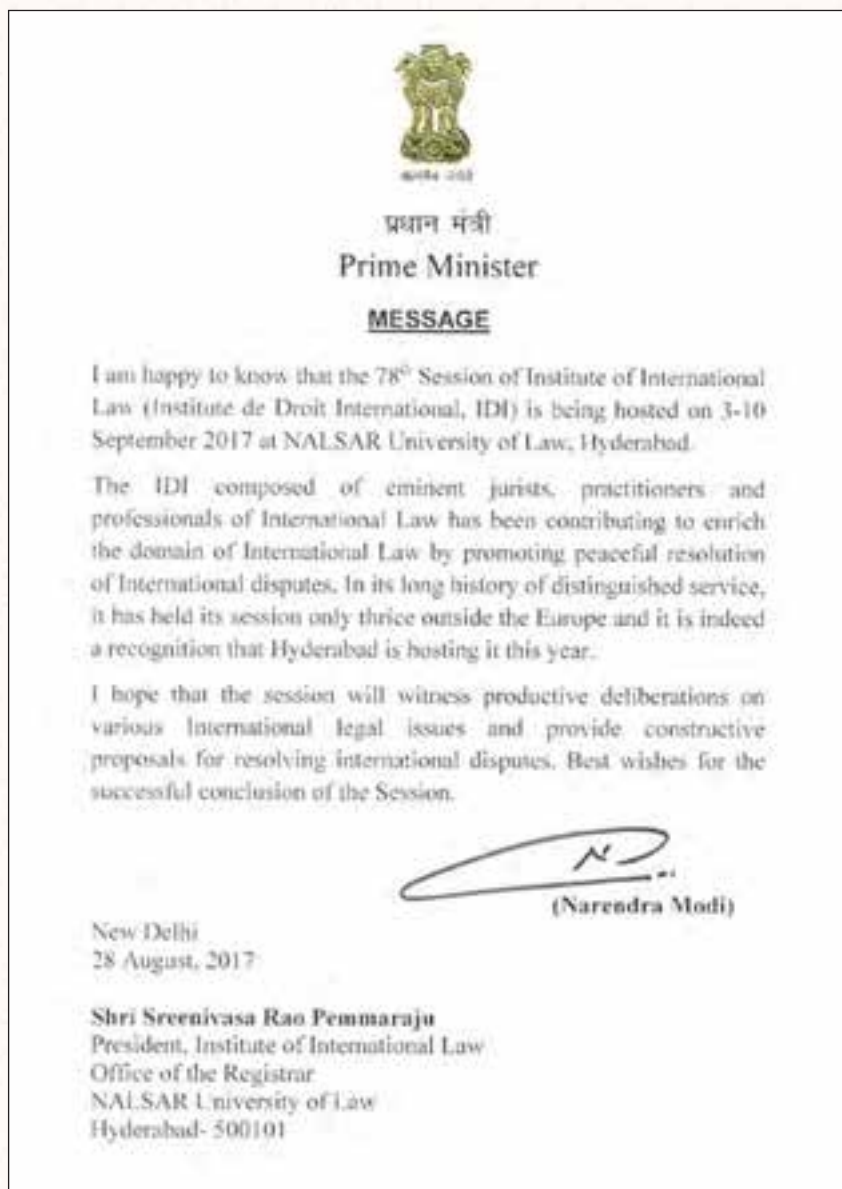 प्रधान मंत्री
Prime Minister
MESSAGE
I am happy to know that the 78th Session of Institute of International
Law (Institute de Droit International, IDI) is being hosted on 3-10
September 2017 at NALSAR University of Law, Hyderabad.
The IDI composed of eminent jurists, practitioners and
professionals of International Law has been contributing to enrich
the domain of International Law by promoting peaceful resolution
of International disputes. In its long history of distinguished service,
it has held its session only thrice outside the Europe and it is indeed
a recognition that Hyderabad is hosting it this year.
I hope that the session will witness productive deliberations on
various International legal issues and provide constructive
proposals for resolving international disputes. Best wishes for the
successful conclusion of the Session.
(Narendra Modi)
New Delhi
28 August, 2017
Shri Sreenivasa Rao Pemmaraju
President, Institute of International Law
Office of the Registrar
NALSAR University of Law
Hyderabad- 500101